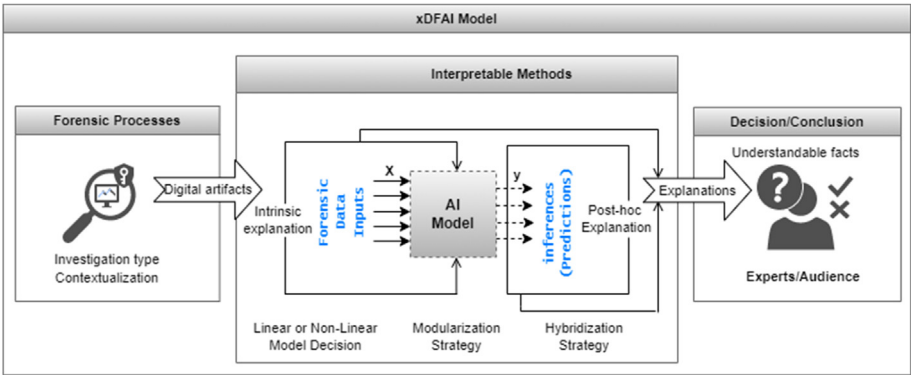 xDFAI Model
Forensic Processes
Digital artifacts
Investigation type
Contextualization
Interpretable Methods
Intrinsic
explanation
Forensic
Data
Inputs
X
AI
Model
y
inferences
(Predictions)
Post-hoc
Explanation
Linear or Non-Linear
Model Decision
Modularization
Strategy
Hybridization
Strategy
Explanations
Decision/Conclusion
Understandable facts
?
Experts/Audience